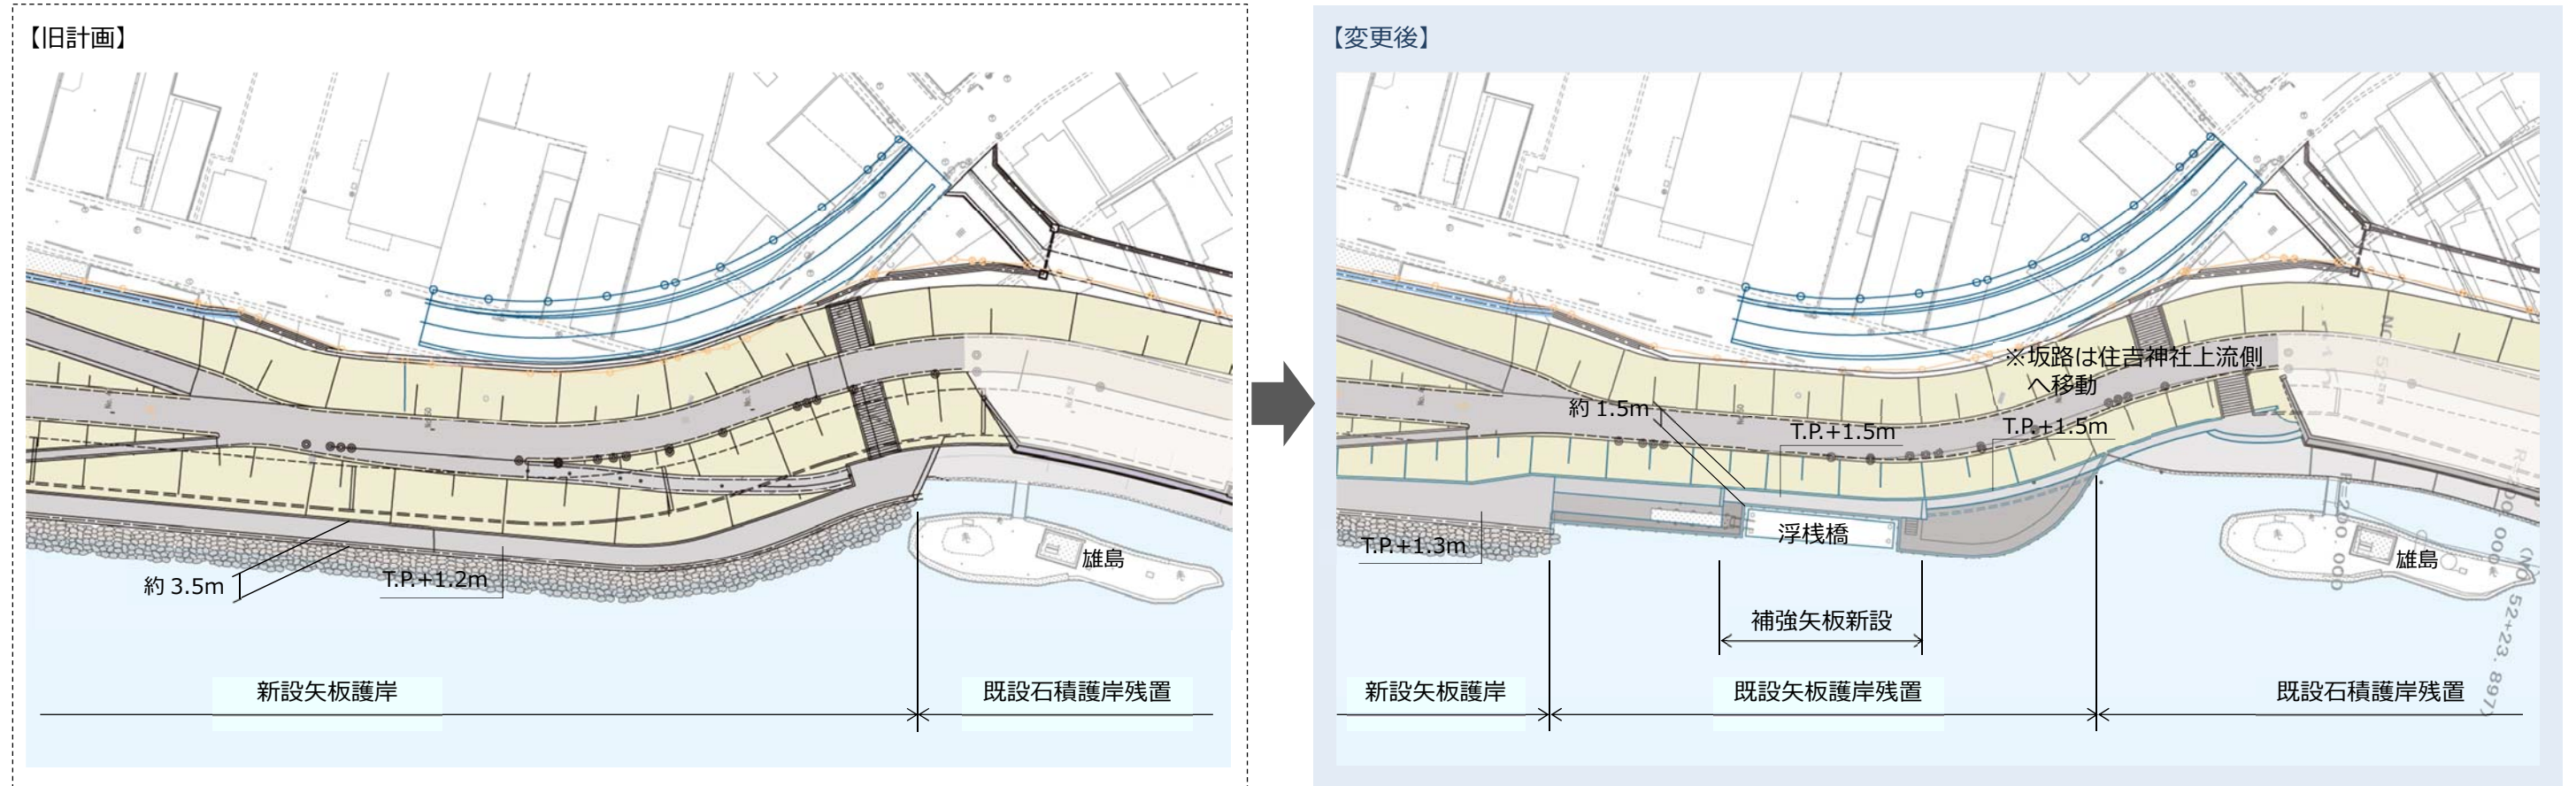 【旧計画】
約 3.5m
T.P.+1.2m
雄島
新設矢板護岸
既設石積護岸残置
【変更後】
※坂路は住吉神社上流側
へ移動
約 1.5m
T.P.+1.5m
T.P.+1.5m
T.P.+1.3m
浮桟橋
雄島
補強矢板新設
新設矢板護岸
既設矢板護岸残置
既設石積護岸残置